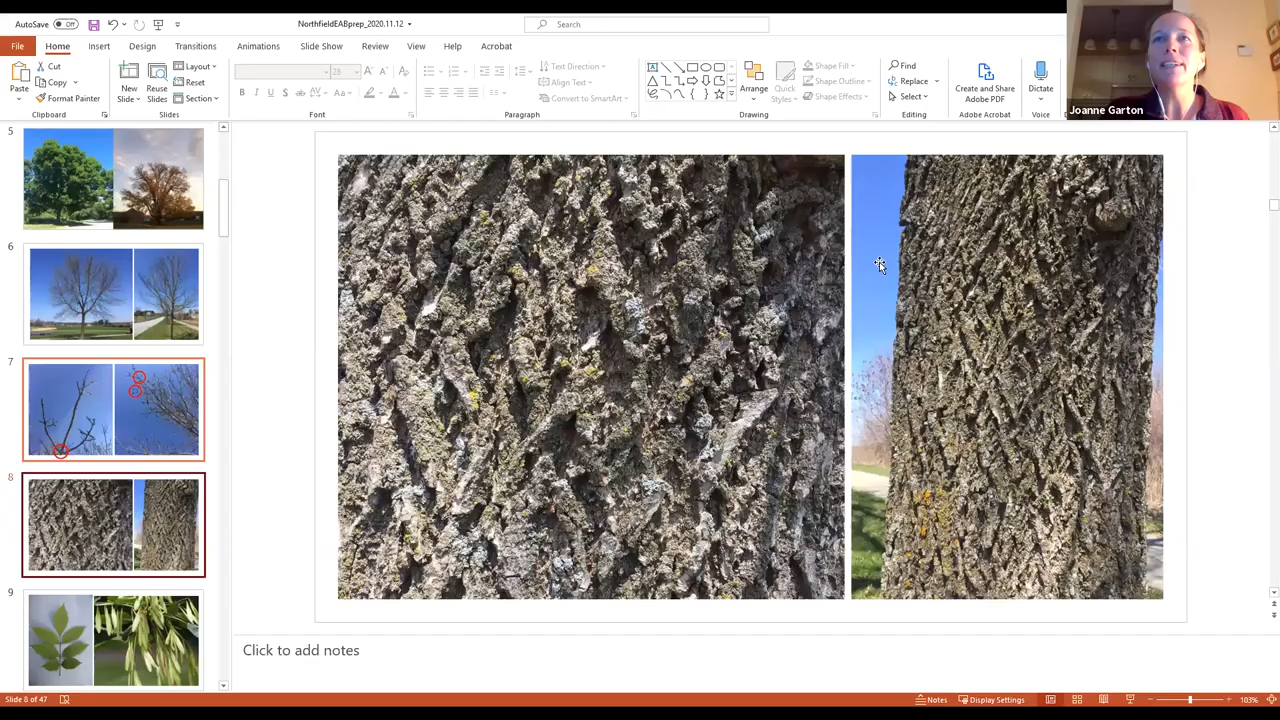 AutoSave Off NorthfieldEABprep_2020.11.12 Search
File Home Insert Design Transitions Animations Slide Show Review View Help Acrobat
Joanne Garton
Paste
Cut
Copy
Format Painter
Clipboard
New Slide
Reuse Slides
Layout
Reset
Section
Slides
28
B I U S ab AV Aa A
Font
Text Direction
Align Text
Convert to SmartArt
Paragraph
Arrange
Quick Styles
Shape Fill
Shape Outline
Shape Effects
Drawing
Find
Replace
Select
Editing
Create and Share Adobe PDF
Adobe Acrobat
Dictate
Voice
5
6
7
8
9
Click to add notes
Slide 8 of 47 Notes Display Settings 103%